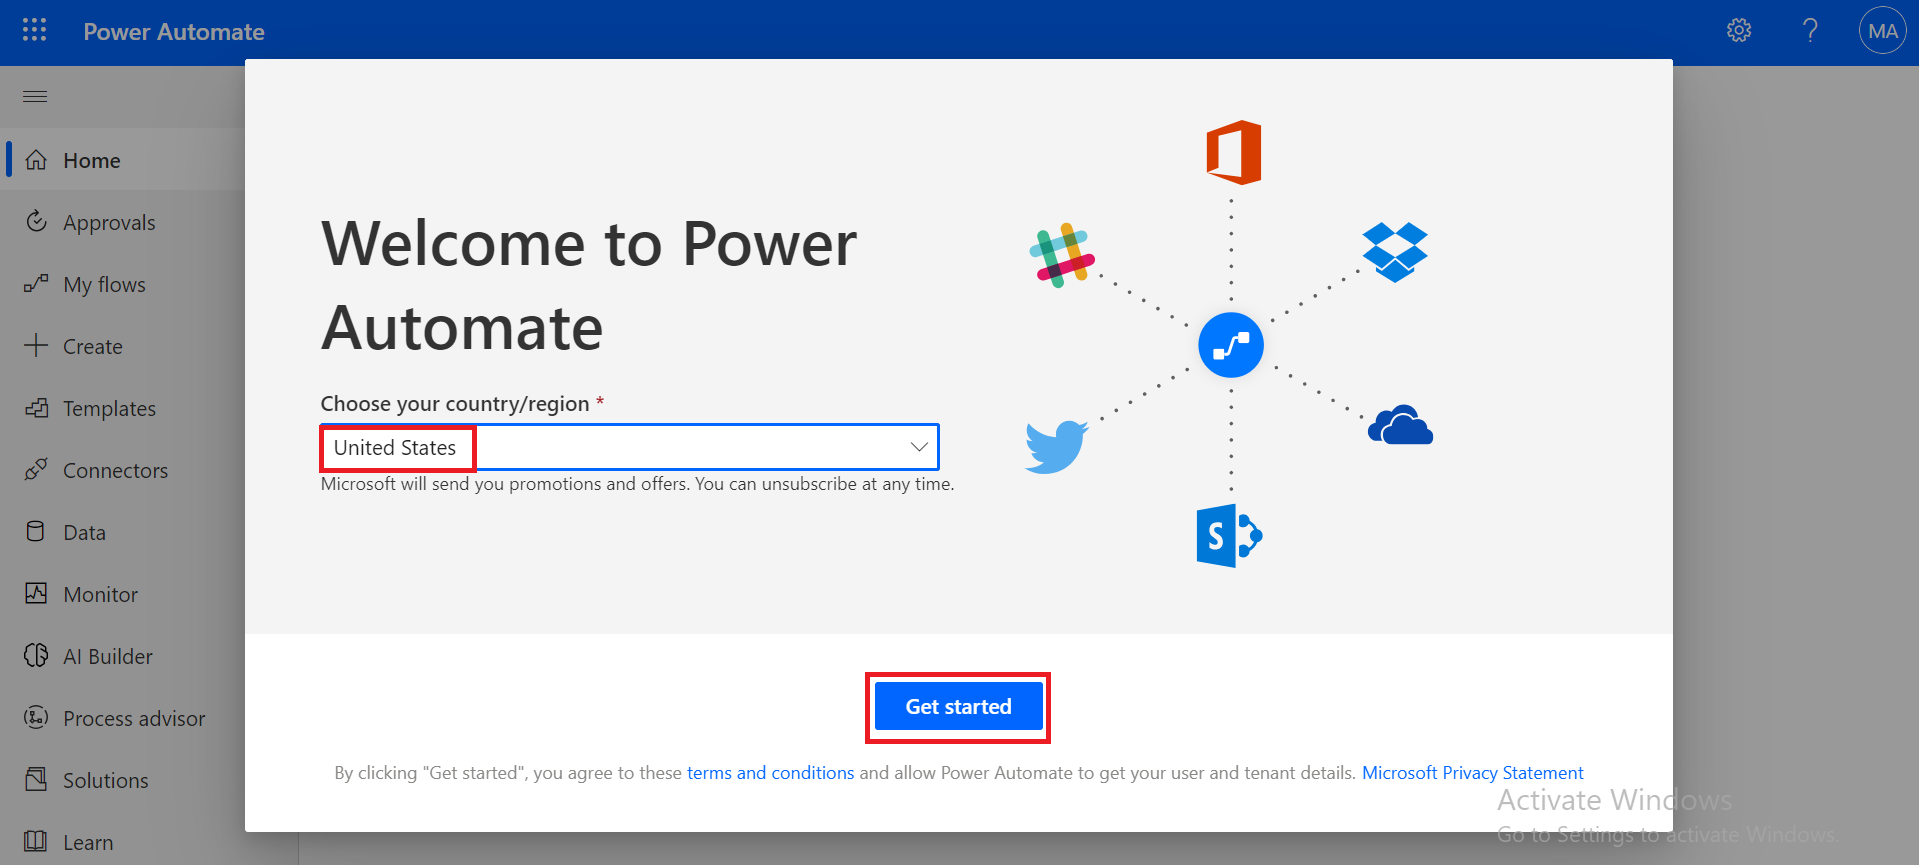 Power Automate
MA
Home
Approvals
My flows
Create
Templates
Connectors
Data
Monitor
AI Builder
Process advisor
Solutions
Learn
Welcome to Power
Automate
Choose your country/region *
United States
Microsoft will send you promotions and offers. You can unsubscribe at any time.
S
Get started
By clicking "Get started", you agree to these terms and conditions and allow Power Automate to get your user and tenant details. Microsoft Privacy Statement
Activate Windows
Go to Settings to activate Windows.